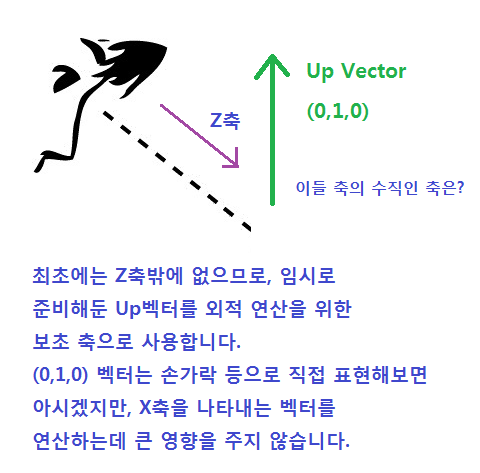 Up Vector
Z축
(0,1,0)
이들 축의 수직인 축은?
최초에는 Z축밖에 없으므로, 임시로
준비해둔 Up벡터를 외적 연산을 위한
보초 축으로 사용합니다.
(0,1,0) 벡터는 손가락 등으로 직접 표현해보면
아시겠지만, X축을 나타내는 벡터를
연산하는데 큰 영향을 주지 않습니다.